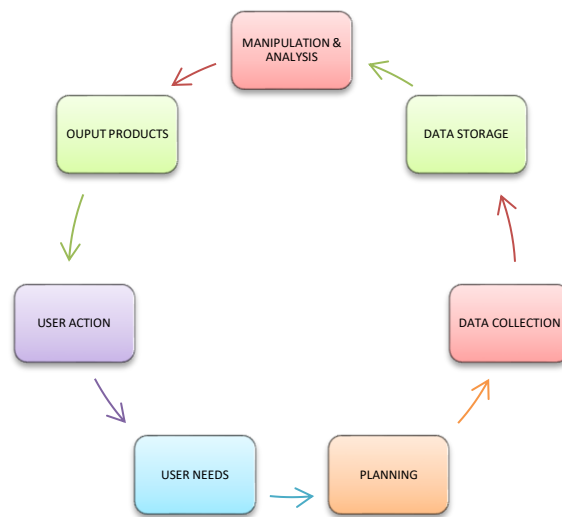 MANIPULATION &
ANALYSIS
OUPUT PRODUCTS
DATA STORAGE
USER ACTION
DATA COLLECTION
USER NEEDS
PLANNING